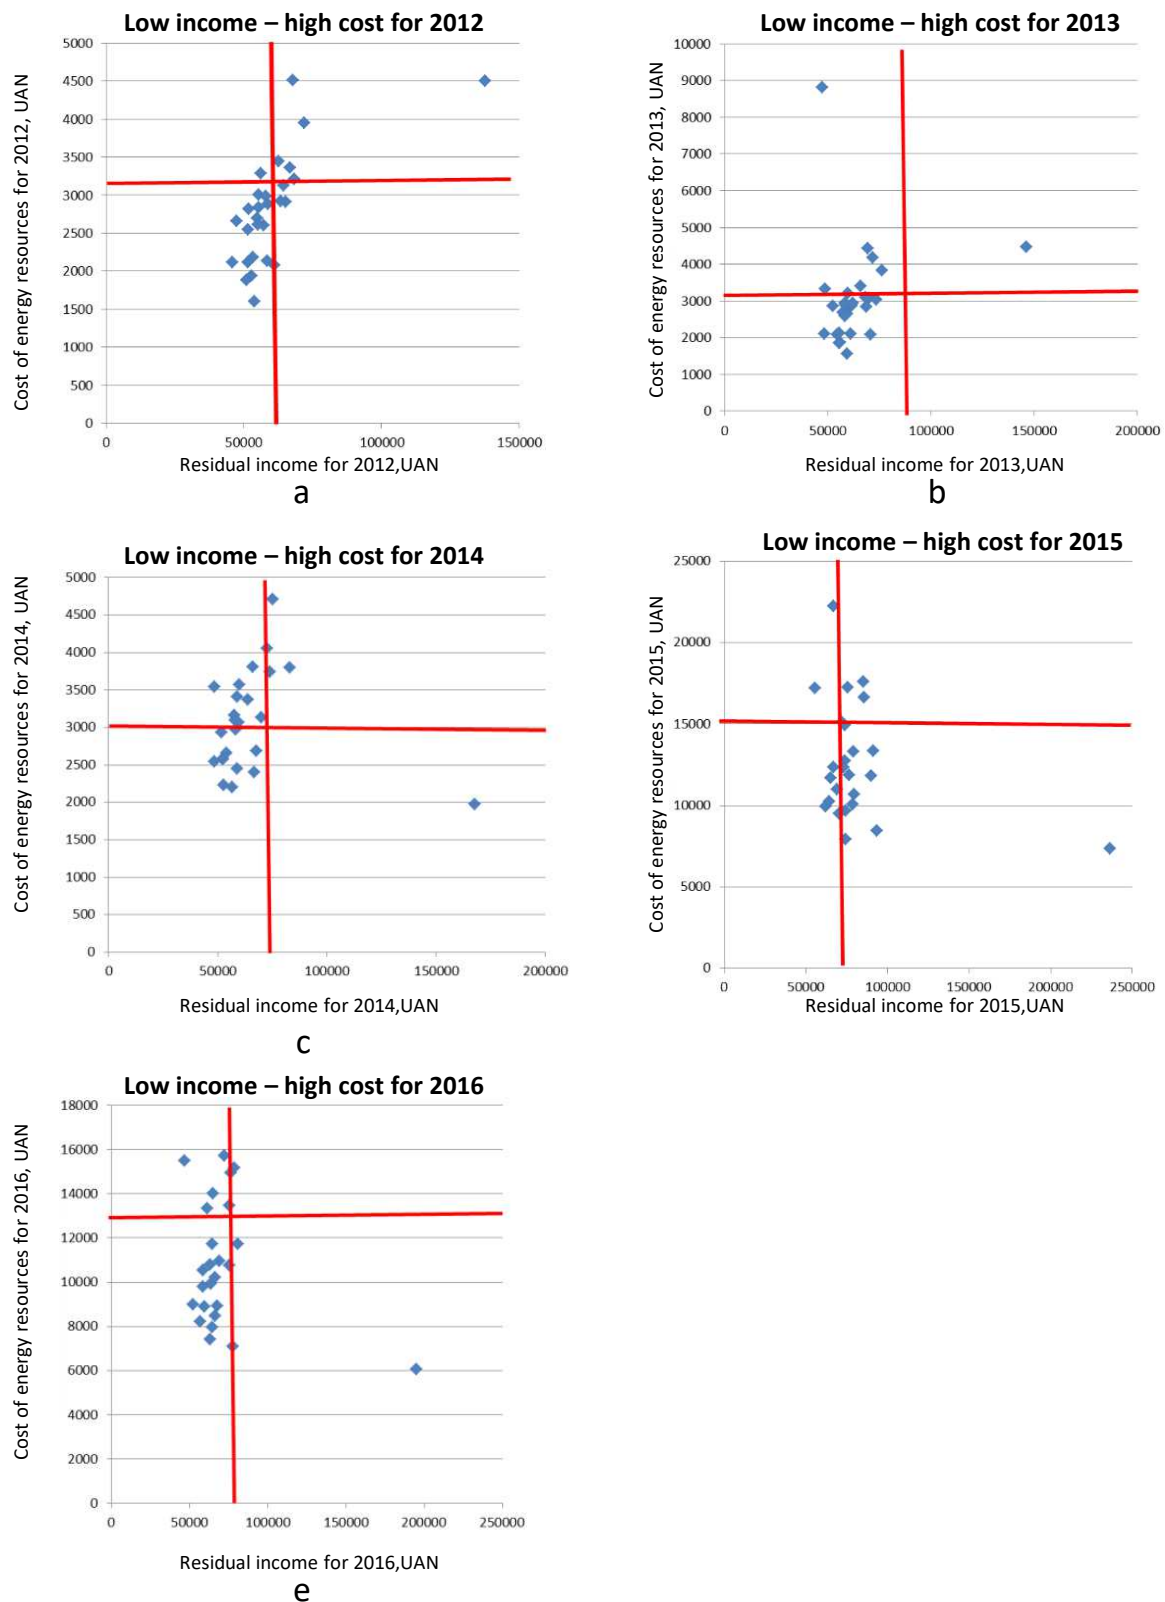 Low income – high cost for 2012
Cost of energy resources for 2012, UAN
5000
4500
4000
3500
3000
2500
2000
1500
1000
500
0
0 50000 100000 150000
Residual income for 2012,UAN
a
Low income – high cost for 2013
Cost of energy resources for 2013, UAN
10000
9000
8000
7000
6000
5000
4000
3000
2000
1000
0
0 50000 100000 150000 200000
Residual income for 2013,UAN
b
Low income – high cost for 2014
Cost of energy resources for 2014, UAN
5000
4500
4000
3500
3000
2500
2000
1500
1000
500
0
0 50000 100000 150000 200000
Residual income for 2014,UAN
c
Low income – high cost for 2015
Cost of energy resources for 2015, UAN
25000
20000
15000
10000
5000
0
0 50000 100000 150000 200000 250000
Residual income for 2015,UAN
Low income – high cost for 2016
Cost of energy resources for 2016, UAN
18000
16000
14000
12000
10000
8000
6000
4000
2000
0
0 50000 100000 150000 200000 250000
Residual income for 2016,UAN
e